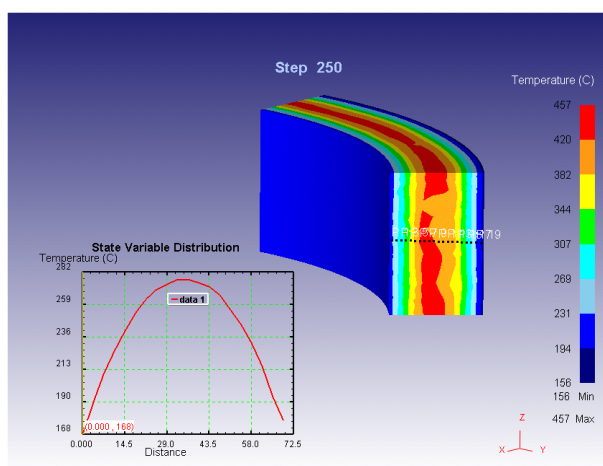 Step 250
Temperature (C)
457
420
382
344
307
269
231
194
156
156 Min
457 Max
State Variable Distribution
Temperature (C)
282
259
236
213
190
168
data 1
(0.000, 168)
0.000 14.5 29.0 43.5 58.0 72.5
Distance
Z
X Y